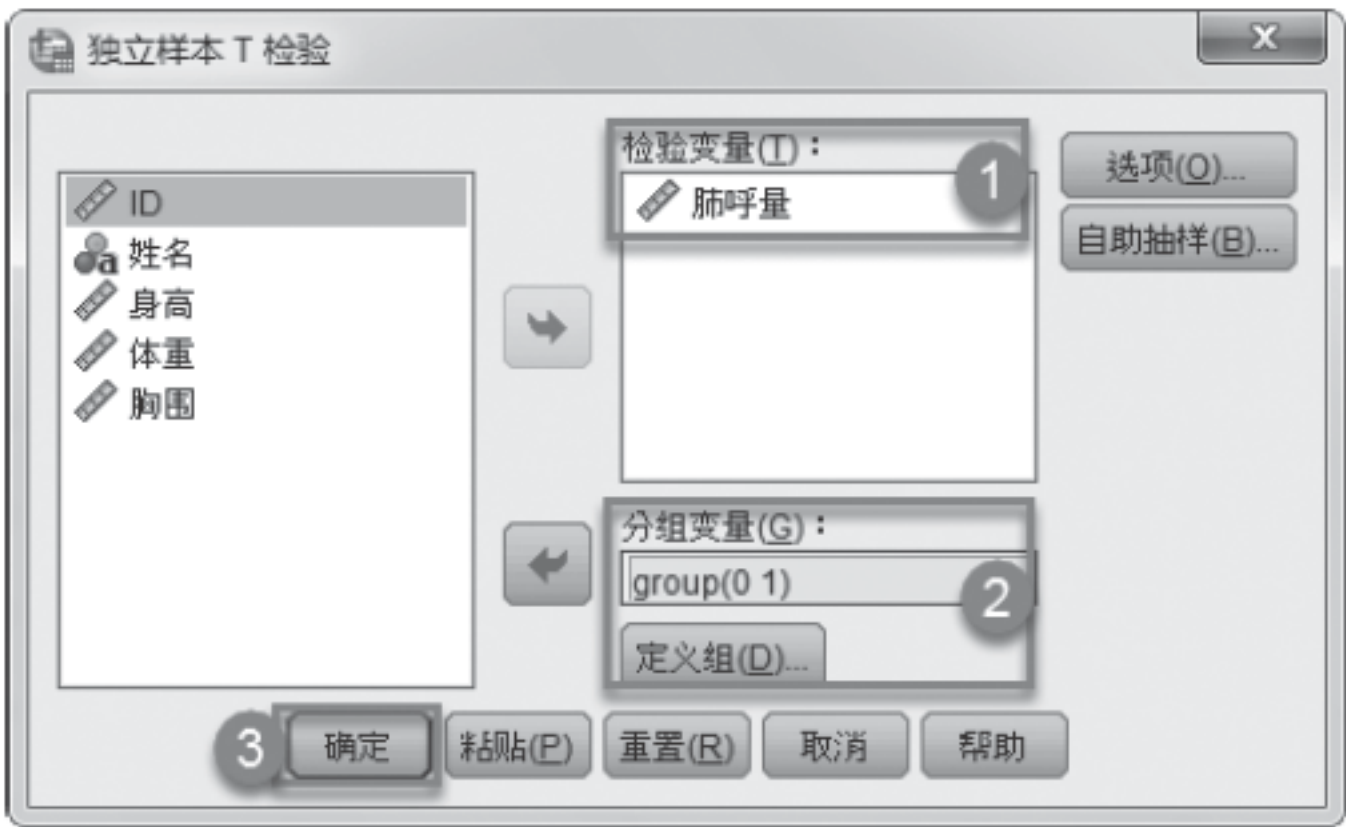 独立样本 T 检验
x
检验变量(T)：
1
肺呼量
选项(O)...
自助抽样(B)...
ID
a 姓名
身高
体重
胸围
分组变量(G)：
group(0 1)
2
定义组(D)...
3
确定
粘贴(P)
重置(R)
取消
帮助